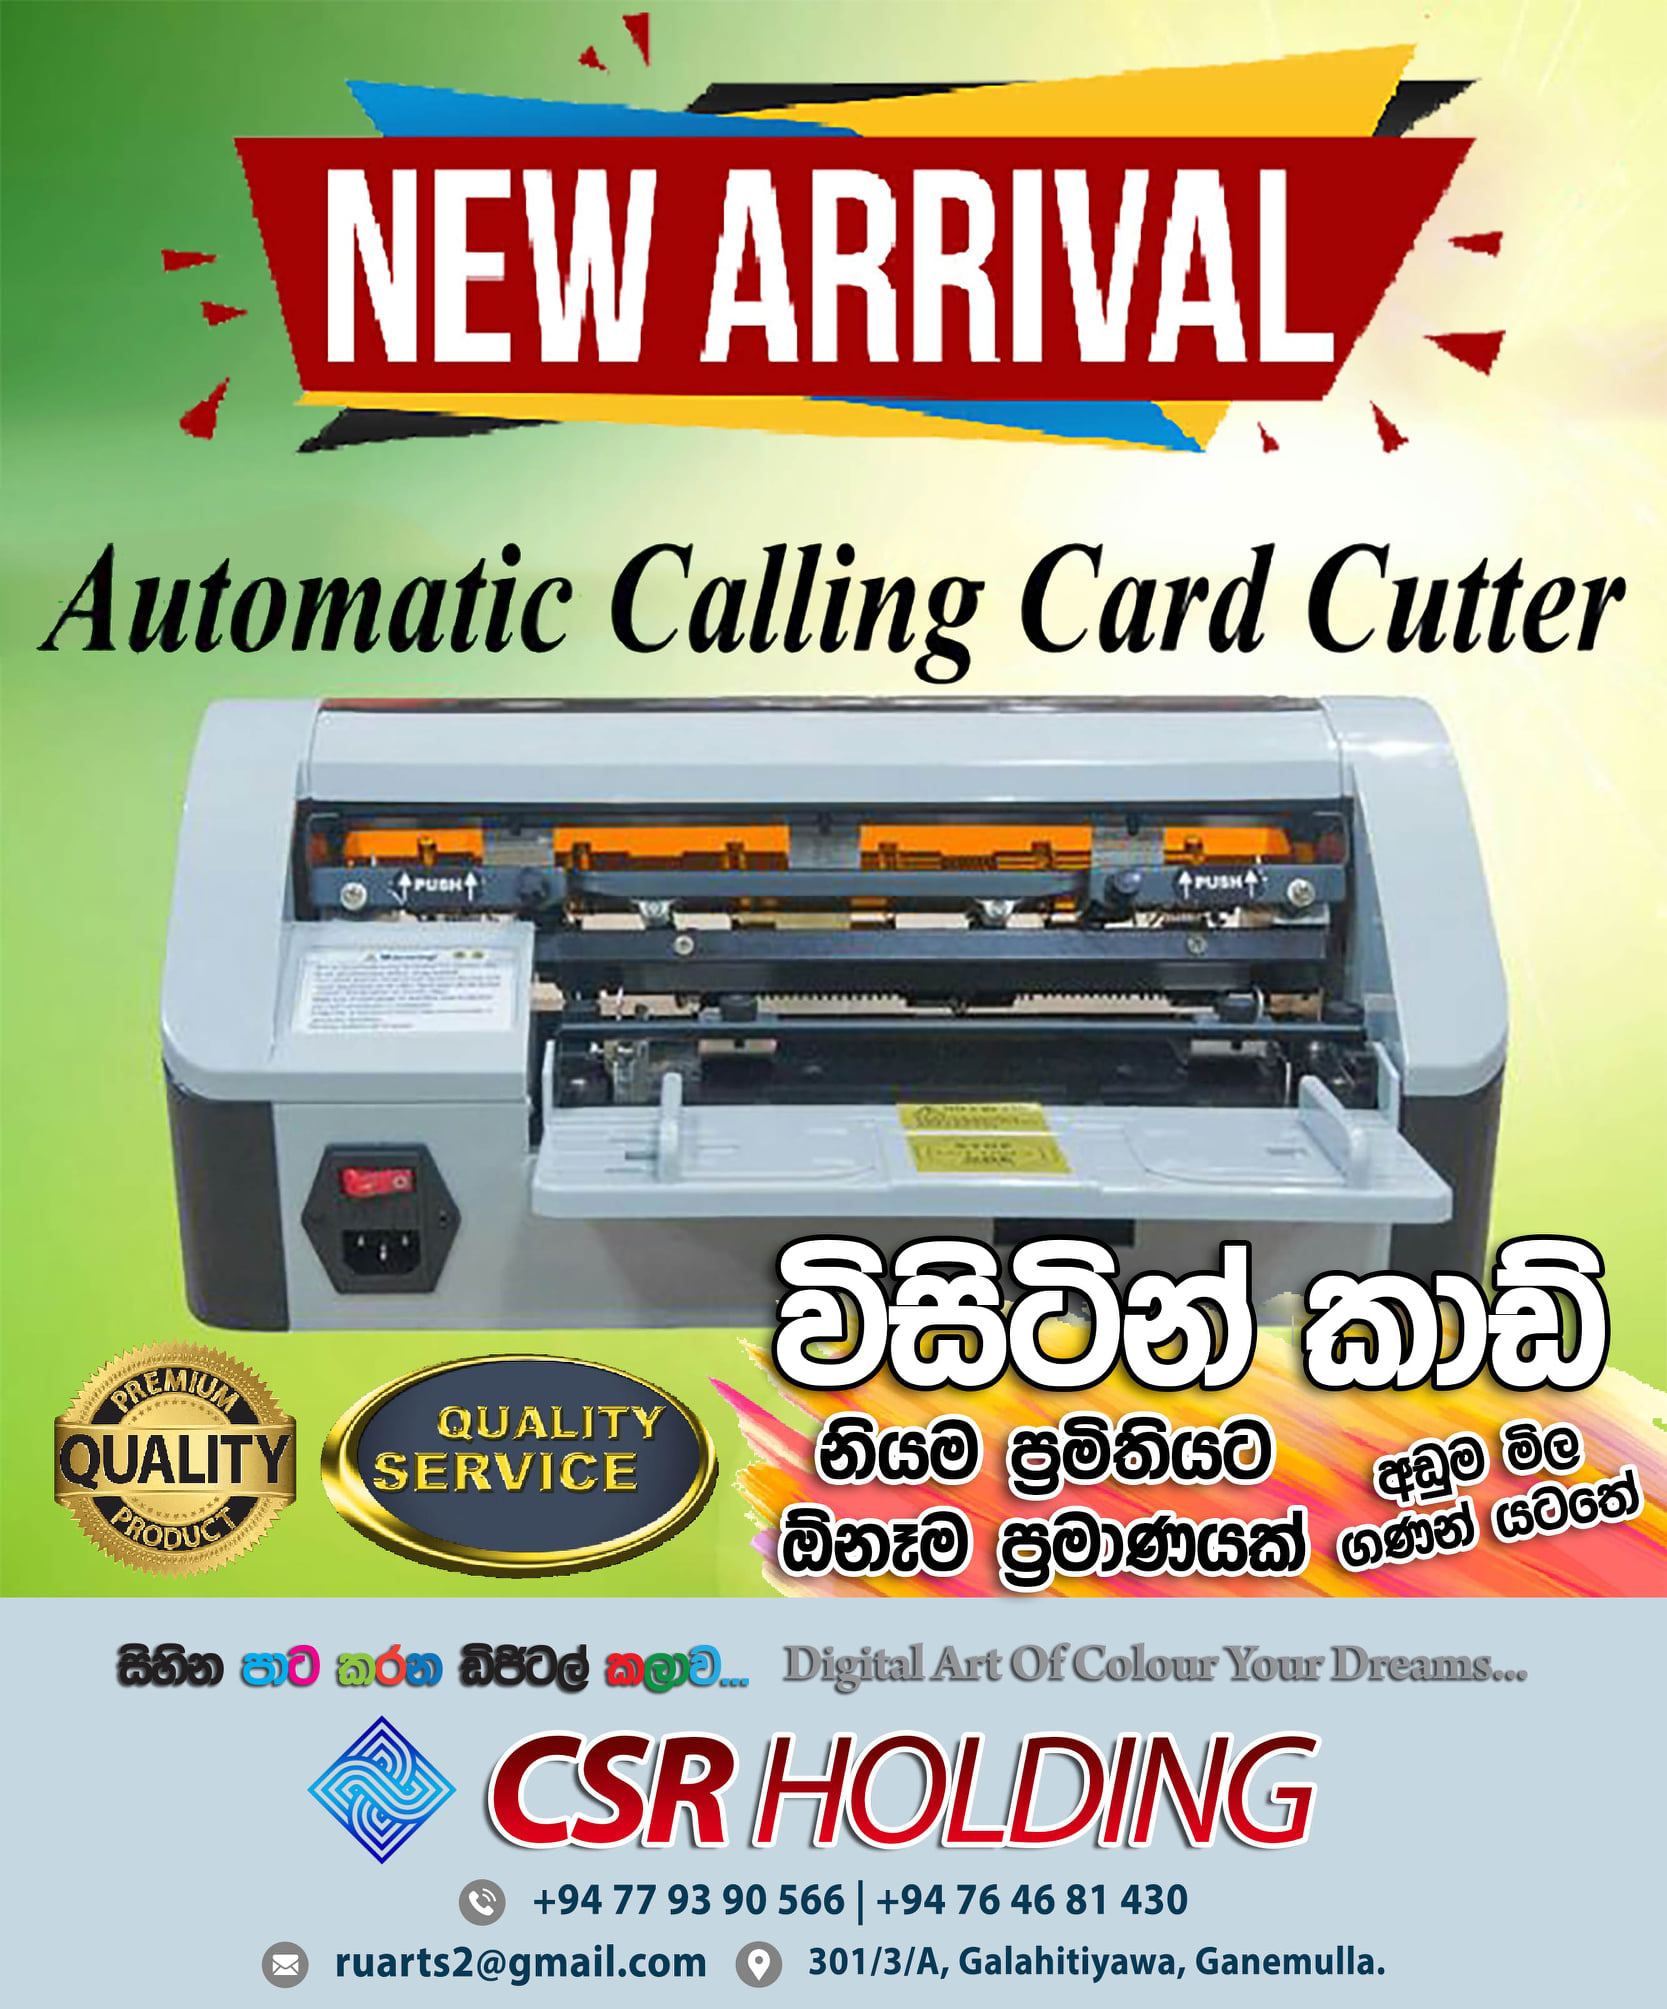 NEW ARRIVAL
Automatic Calling Card Cutter
PUSH PUSH
Warning!
විසිටින් කාඩ්
PREMIUM
QUALITY
PRODUCT
QUALITY
SERVICE
නියම ප්‍රමිතියට
ඕනෑම ප්‍රමාණයක්
අඩුම මිල
ගණන් යටතේ
සිහින පාට කරන ඩිජිටල් කලාව... Digital Art Of Colour Your Dreams...
CSR HOLDING
+94 77 93 90 566 | +94 76 46 81 430
ruarts2@gmail.com 301/3/A, Galahitiyawa, Ganemulla.